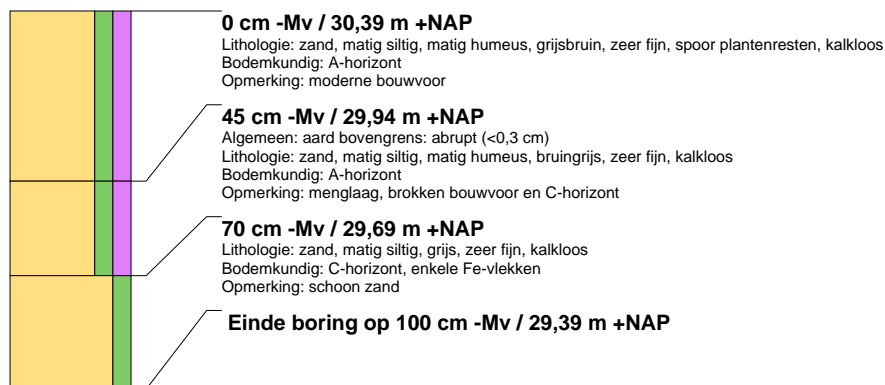 0 cm -Mv / 30,39 m +NAP
Lithologie: zand, matig siltig, matig humeus, grijsbruin, zeer fijn, spoor plantenresten, kalkloos
Bodemkundig: A-horizont
Opmerking: moderne bouwvoor
45 cm -Mv / 29,94 m +NAP
Algemeen: aard bovengrens: abrupt (<0,3 cm)
Lithologie: zand, matig siltig, matig humeus, bruingrijs, zeer fijn, kalkloos
Bodemkundig: A-horizont
Opmerking: menglaag, brokken bouwvoor en C-horizont
70 cm -Mv / 29,69 m +NAP
Lithologie: zand, matig siltig, grijs, zeer fijn, kalkloos
Bodemkundig: C-horizont, enkele Fe-vlekken
Opmerking: schoon zand
Einde boring op 100 cm -Mv / 29,39 m +NAP